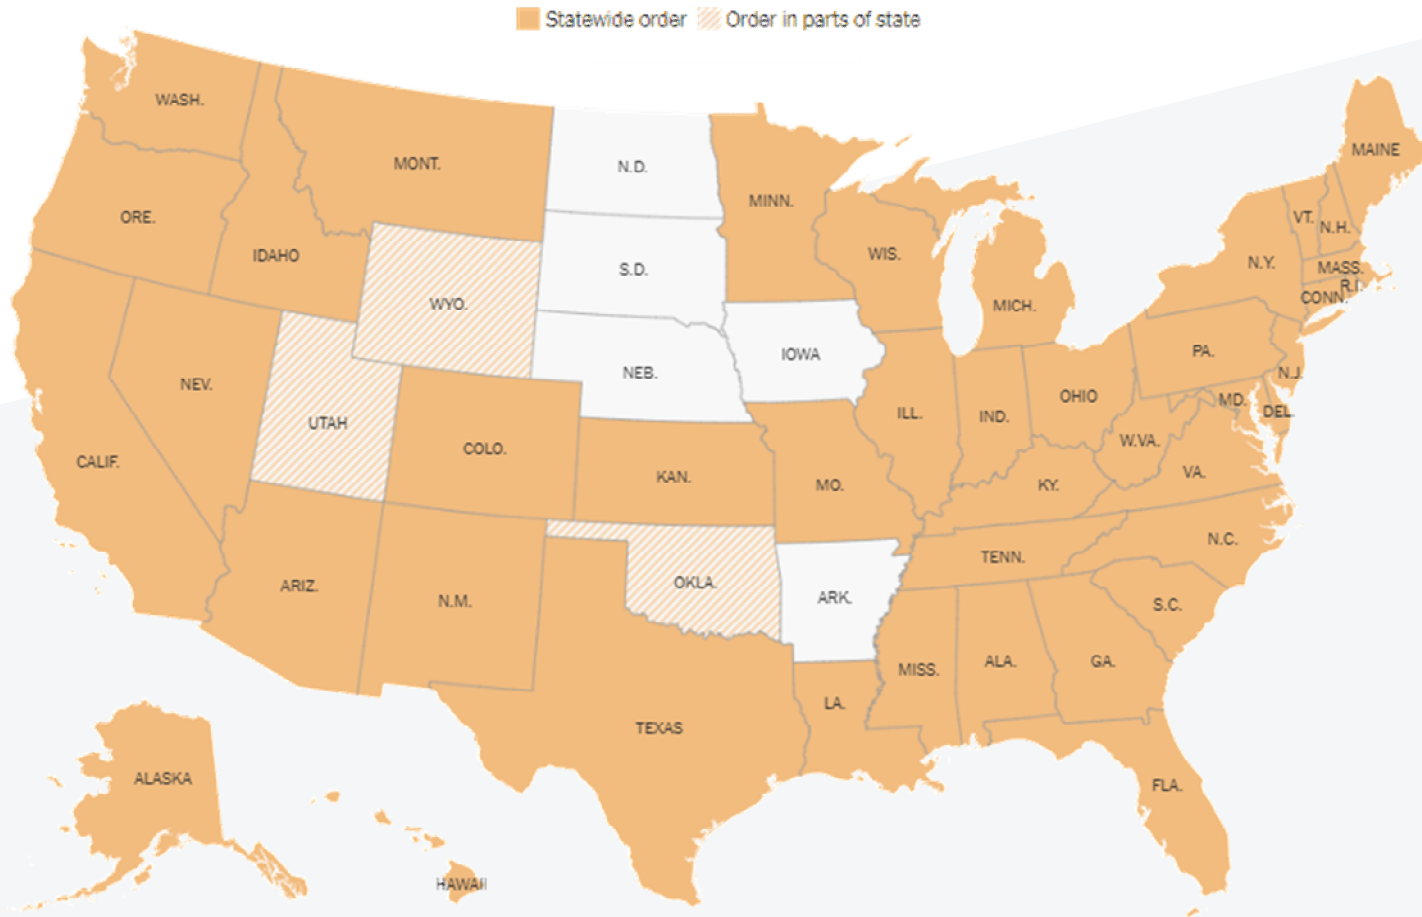 Statewide order
Order in parts of state
WASH.
MONT.
N.D.
MINN.
MAINE
ORE.
IDAHO
S.D.
WIS.
VT.
N.H.
WYO.
MICH.
N.Y.
MASS.
R.I.
CONN.
NEV.
UTAH
NEB.
IOWA
PA.
N.J.
CALIF.
COLO.
KAN.
MO.
ILL.
IND.
OHIO
MD.
DEL.
W.VA.
VA.
KY.
ARIZ.
N.M.
OKLA.
ARK.
TENN.
N.C.
S.C.
TEXAS
LA.
MISS.
ALA.
GA.
FLA.
ALASKA
HAWAII